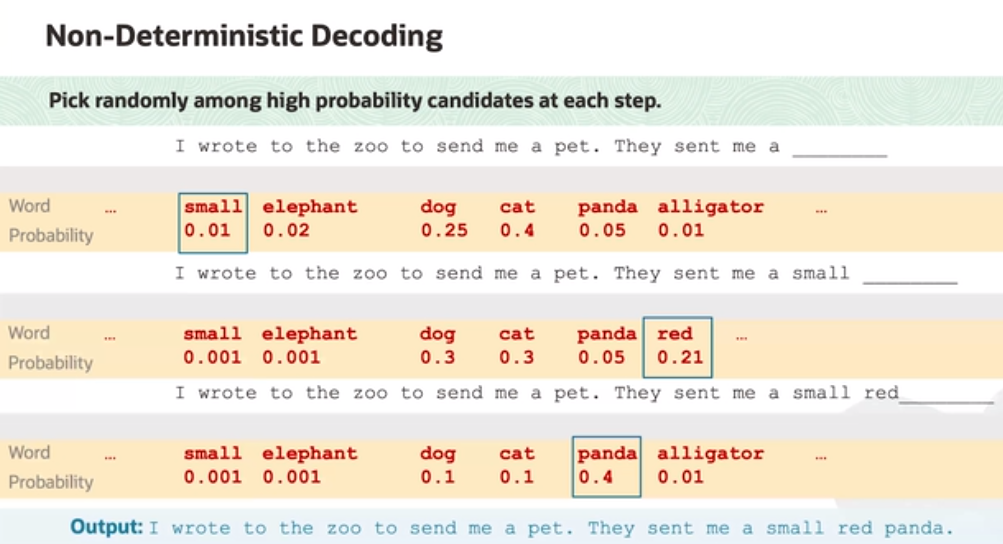 Non-Deterministic Decoding
Pick randomly among high probability candidates at each step.
I wrote to the zoo to send me a pet. They sent me a ________
Word ... small elephant dog cat panda alligator ...
Probability 0.01 0.02 0.25 0.4 0.05 0.01
I wrote to the zoo to send me a pet. They sent me a small ________
Word ... small elephant dog cat panda red ...
Probability 0.001 0.001 0.3 0.3 0.05 0.21
I wrote to the zoo to send me a pet. They sent me a small red________
Word ... small elephant dog cat panda alligator ...
Probability 0.001 0.001 0.1 0.1 0.4 0.01
Output: I wrote to the zoo to send me a pet. They sent me a small red panda.